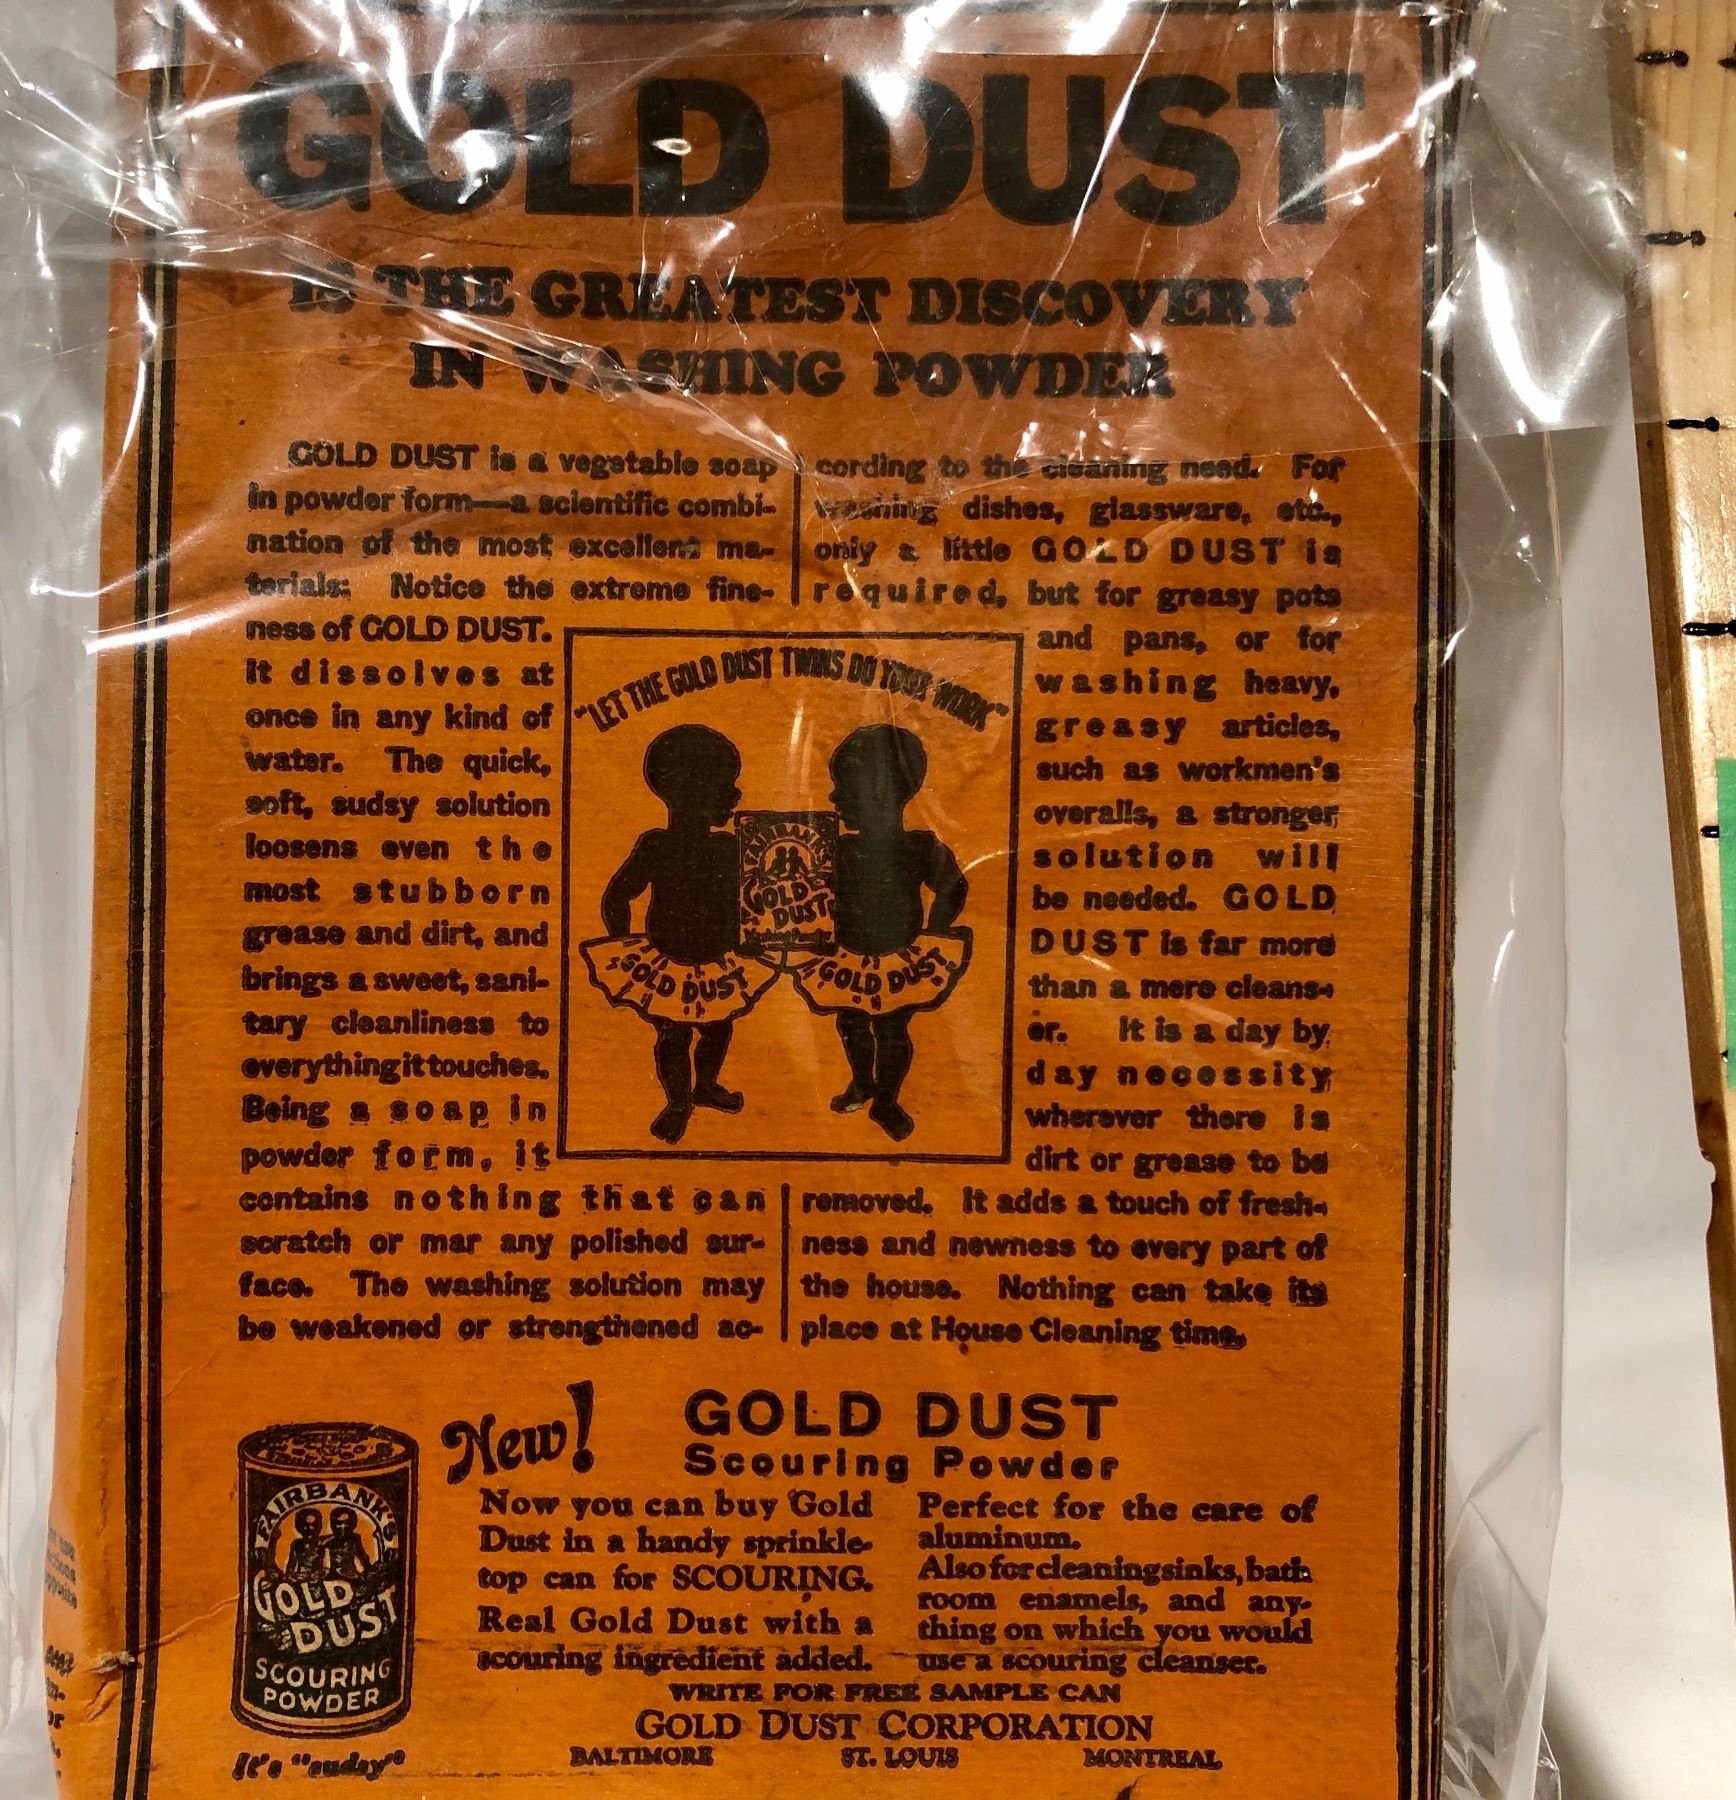 GOLD DUST
IS THE GREATEST DISCOVERY
IN WASHING POWDER
GOLD DUST is a vegetable soap
in powder form—a scientific combi-
nation of the most excellent ma-
terials: Notice the extreme fine-
ness of GOLD DUST.
It dissolves at
once in any kind of
water. The quick,
soft, sudsy solution
loosens even the
most stubborn
grease and dirt, and
brings a sweet, sani-
tary cleanliness to
everything it touches.
Being a soap in
powder form, it
contains nothing that can
scratch or mar any polished sur-
face. The washing solution may
be weakened or strengthened ac-
cording to the cleaning need. For
washing dishes, glassware, etc.,
only a little GOLD DUST is
required, but for greasy pots
and pans, or for
washing heavy,
greasy articles,
such as workmen's
overalls, a stronger
solution will
be needed. GOLD
DUST is far more
than a mere cleans-
er. It is a day by
day necessity
wherever there is
dirt or grease to be
removed. It adds a touch of fresh-
ness and newness to every part of
the house. Nothing can take its
place at House Cleaning time.
"LET THE GOLD DUST TWINS DO YOUR WORK"
FAIRBANK'S
GOLD
DUST
Washing Powder
GOLD DUST
GOLD DUST
New!
GOLD DUST
Scouring Powder
Now you can buy Gold
Dust in a handy sprinkle-
top can for SCOURING.
Real Gold Dust with a
scouring ingredient added.
Perfect for the care of
aluminum.
Also for cleaning sinks, bath
room enamels, and any-
thing on which you would
use a scouring cleanser.
WRITE FOR FREE SAMPLE CAN
GOLD DUST CORPORATION
BALTIMORE ST. LOUIS MONTREAL
FAIRBANK'S
GOLD
DUST
SCOURING
POWDER
It's "sudsy"